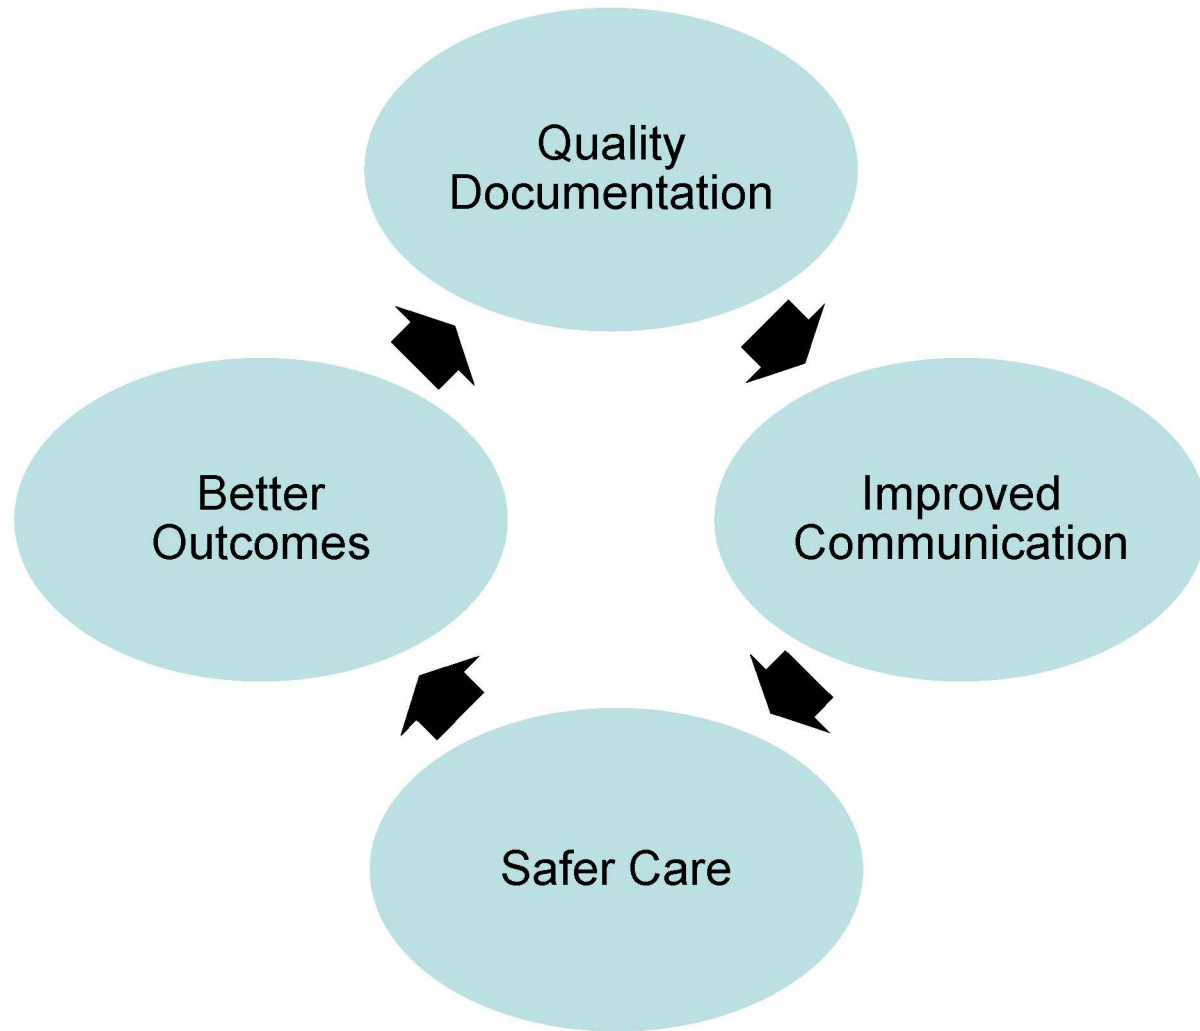 Quality
Documentation
Improved
Communication
Safer Care
Better
Outcomes